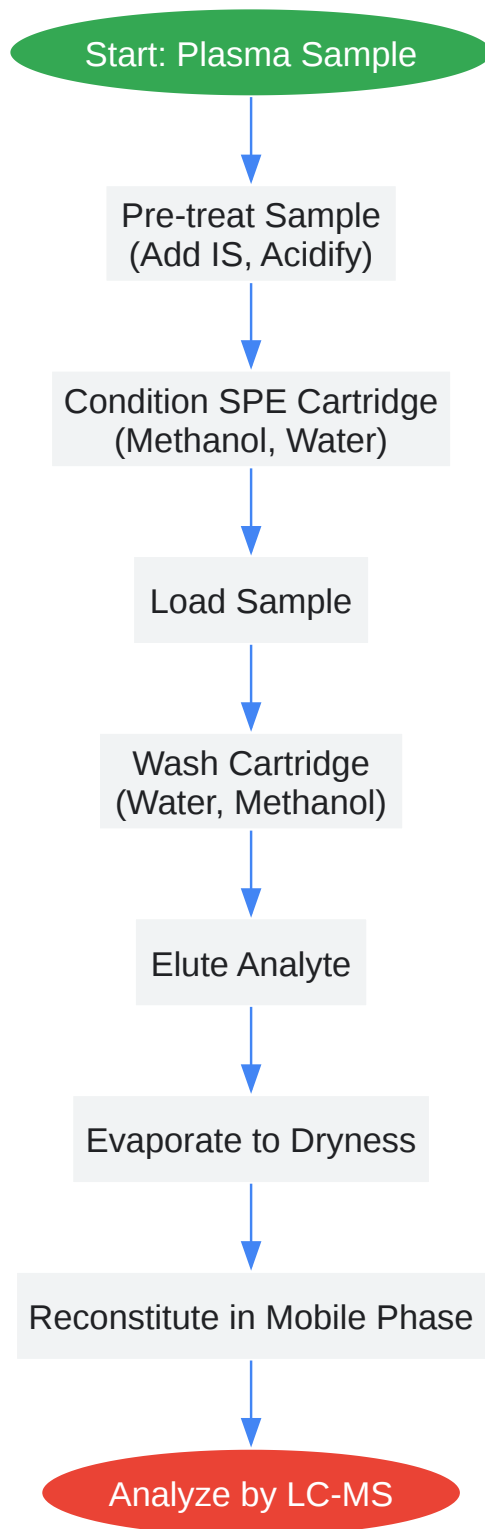 Start: Plasma Sample
Pre-treat Sample
(Add IS, Acidify)
Condition SPE Cartridge
(Methanol, Water)
Load Sample
Wash Cartridge
(Water, Methanol)
Elute Analyte
Evaporate to Dryness
Reconstitute in Mobile Phase
Analyze by LC-MS